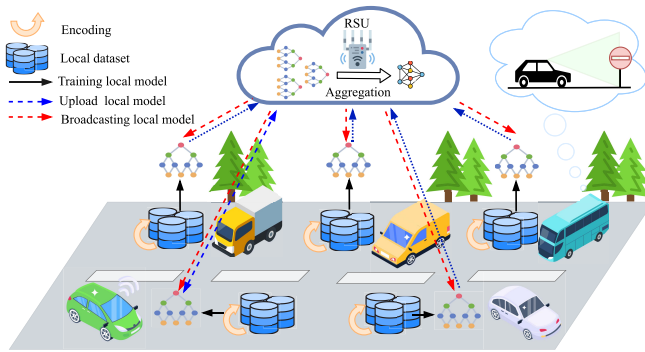 Encoding
Local dataset
Training local model
Upload local model
Broadcasting local model
RSU
Aggregation